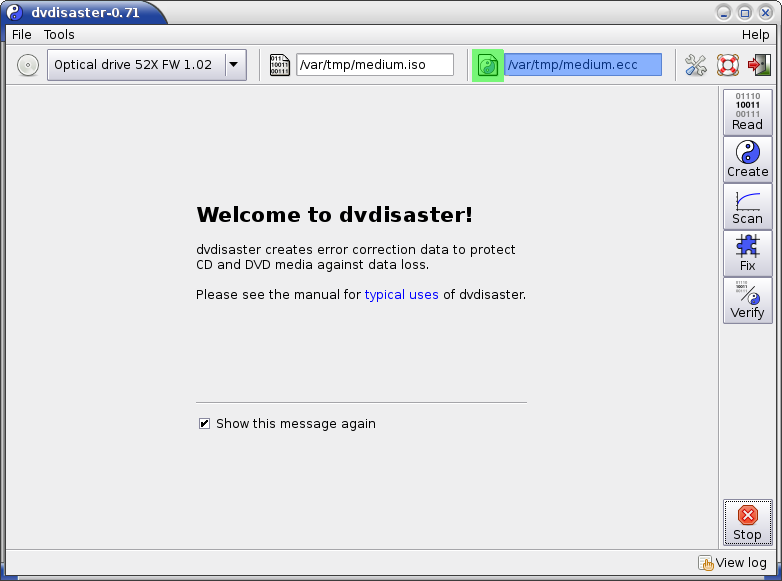 dvdisaster-0.71
File Tools Help
Optical drive 52X FW 1.02 /var/tmp/medium.iso /var/tmp/medium.ecc
01110
10011
00111
Read
Create
Scan
Fix
Verify
Welcome to dvdisaster!
dvdisaster creates error correction data to protect
CD and DVD media against data loss.
Please see the manual for typical uses of dvdisaster.
Show this message again
Stop
View log